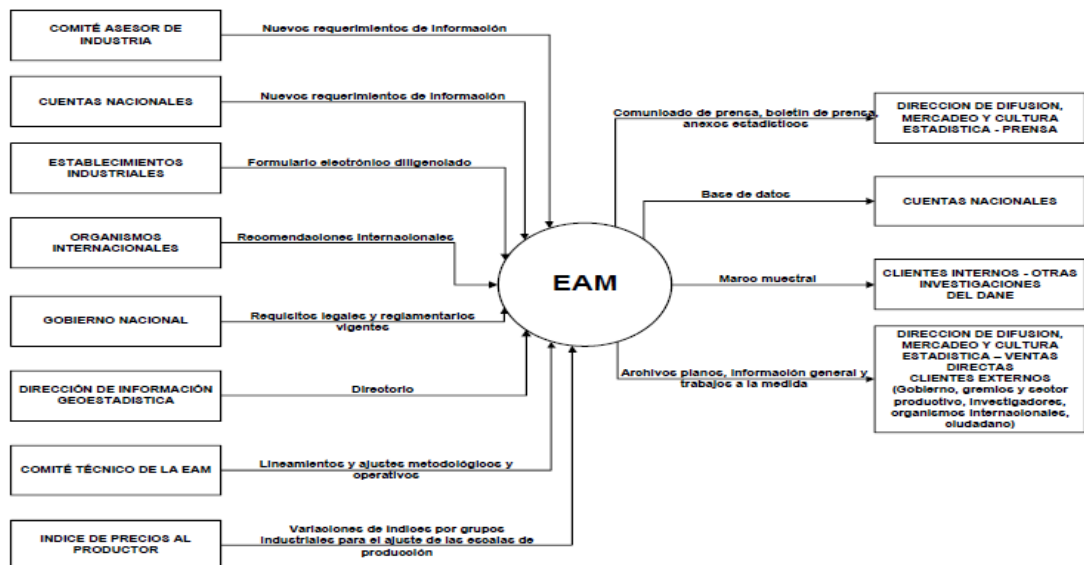 COMITÉ ASESOR DE
INDUSTRIA
Nuevos requerimientos de Información
CUENTAS NACIONALES
Nuevos requerimientos de Información
ESTABLECIMIENTOS
INDUSTRIALES
Formulario electrónico diligenciado
ORGANISMOS
INTERNACIONALES
Recomendaciones Internacionales
GOBIERNO NACIONAL
Requisitos legales y reglamentarios
vigentes
DIRECCIÓN DE INFORMACIÓN
GEOESTADISTICA
Directorio
COMITÉ TÉCNICO DE LA EAM
Lineamientos y ajustes metodológicos y
operativos
INDICE DE PRECIOS AL
PRODUCTOR
Variaciones de índices por grupos
Industriales para el ajuste de las escalas de
producción
EAM
Comunicado de prensa, boletín de prensa,
anexos estadísticos
DIRECCION DE DIFUSION,
MERCADEO Y CULTURA
ESTADISTICA - PRENSA
Base de datos
CUENTAS NACIONALES
Marco muestral
CLIENTES INTERNOS - OTRAS
INVESTIGACIONES
DEL DANE
Archivos planos, Información general y
trabajos a la medida
DIRECCION DE DIFUSION,
MERCADEO Y CULTURA
ESTADISTICA – VENTAS
DIRECTAS
CLIENTES EXTERNOS
(Gobierno, gremios y sector
productivo, Investigadores,
organismos Internacionales,
ciudadano)